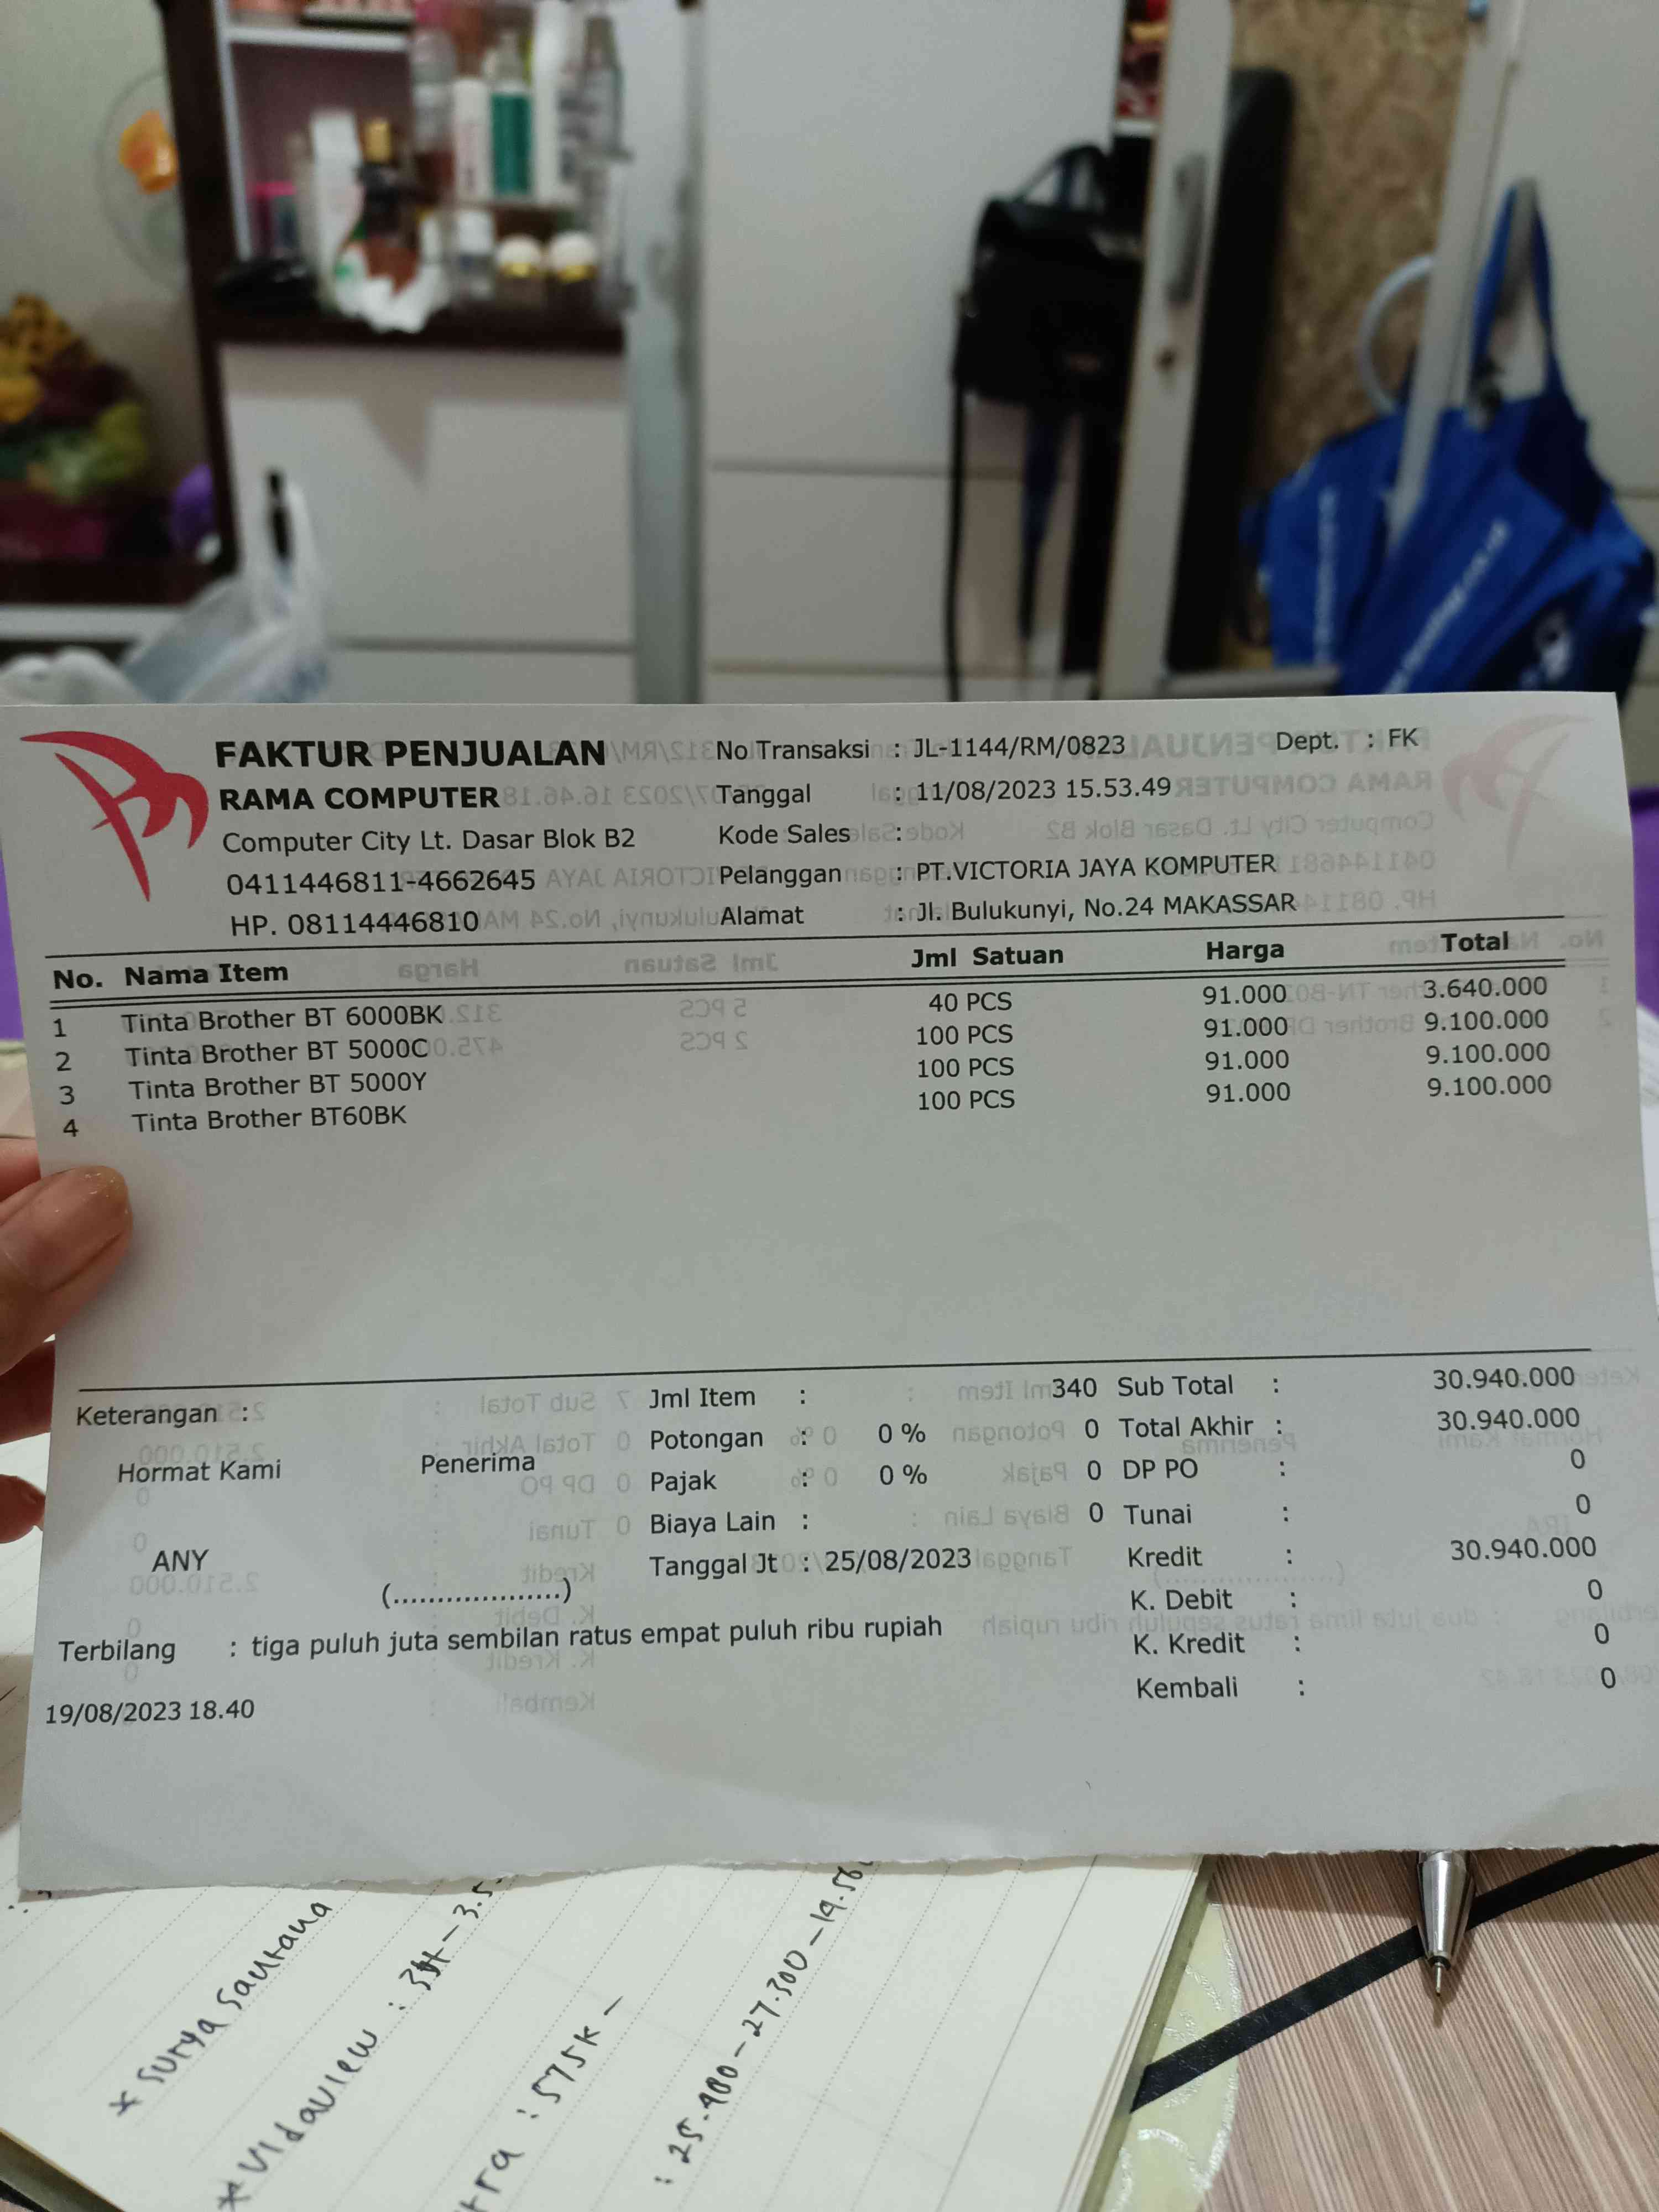 FAKTUR PENJUALAN
RAMA COMPUTER
Computer City Lt. Dasar Blok B2
0411446811-4662645
HP. 08114446810
No Transaksi : JL-1144/RM/0823
Dept. : FK
Tanggal : 11/08/2023 15.53.49
Kode Sales :
Pelanggan : PT.VICTORIA JAYA KOMPUTER
Alamat : Jl. Bulukunyi, No.24 MAKASSAR
No. Nama Item Jml Satuan Harga Total
1 Tinta Brother BT 6000BK 40 PCS 91.000 3.640.000
2 Tinta Brother BT 5000C 100 PCS 91.000 9.100.000
3 Tinta Brother BT 5000Y 100 PCS 91.000 9.100.000
4 Tinta Brother BT60BK 100 PCS 91.000 9.100.000
Keterangan :
Hormat Kami Penerima
ANY
(....................)
Jml Item : 340
Potongan : 0 % 0
Pajak : 0 % 0
Biaya Lain : 0
Tanggal Jt : 25/08/2023
Sub Total : 30.940.000
Total Akhir : 30.940.000
DP PO : 0
Tunai : 0
Kredit : 30.940.000
K. Debit : 0
K. Kredit : 0
Kembali : 0
Terbilang : tiga puluh juta sembilan ratus empat puluh ribu rupiah
19/08/2023 18.40
* Surya
* Vidaview :
: 575k -
: 25.400 - 27.300 -